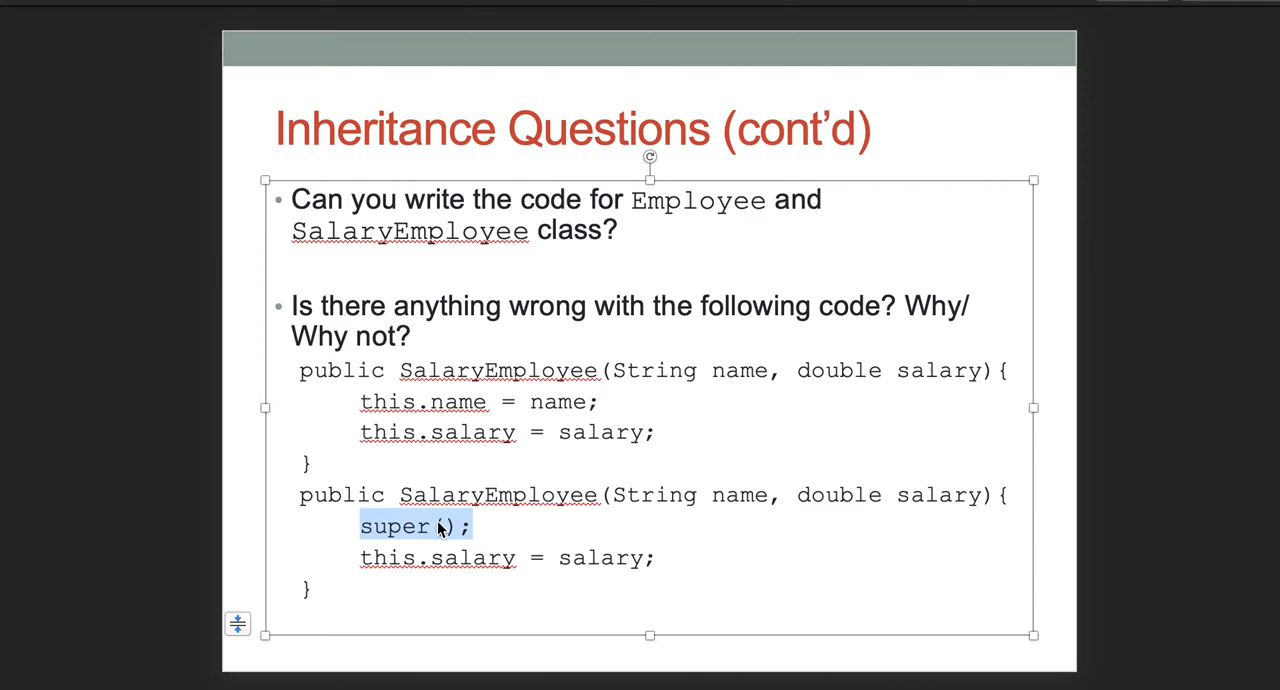 Inheritance Questions (cont’d)
• Can you write the code for Employee and
SalaryEmployee class?
• Is there anything wrong with the following code? Why/
Why not?
public SalaryEmployee(String name, double salary){
this.name = name;
this.salary = salary;
}
public SalaryEmployee(String name, double salary){
super();
this.salary = salary;
}